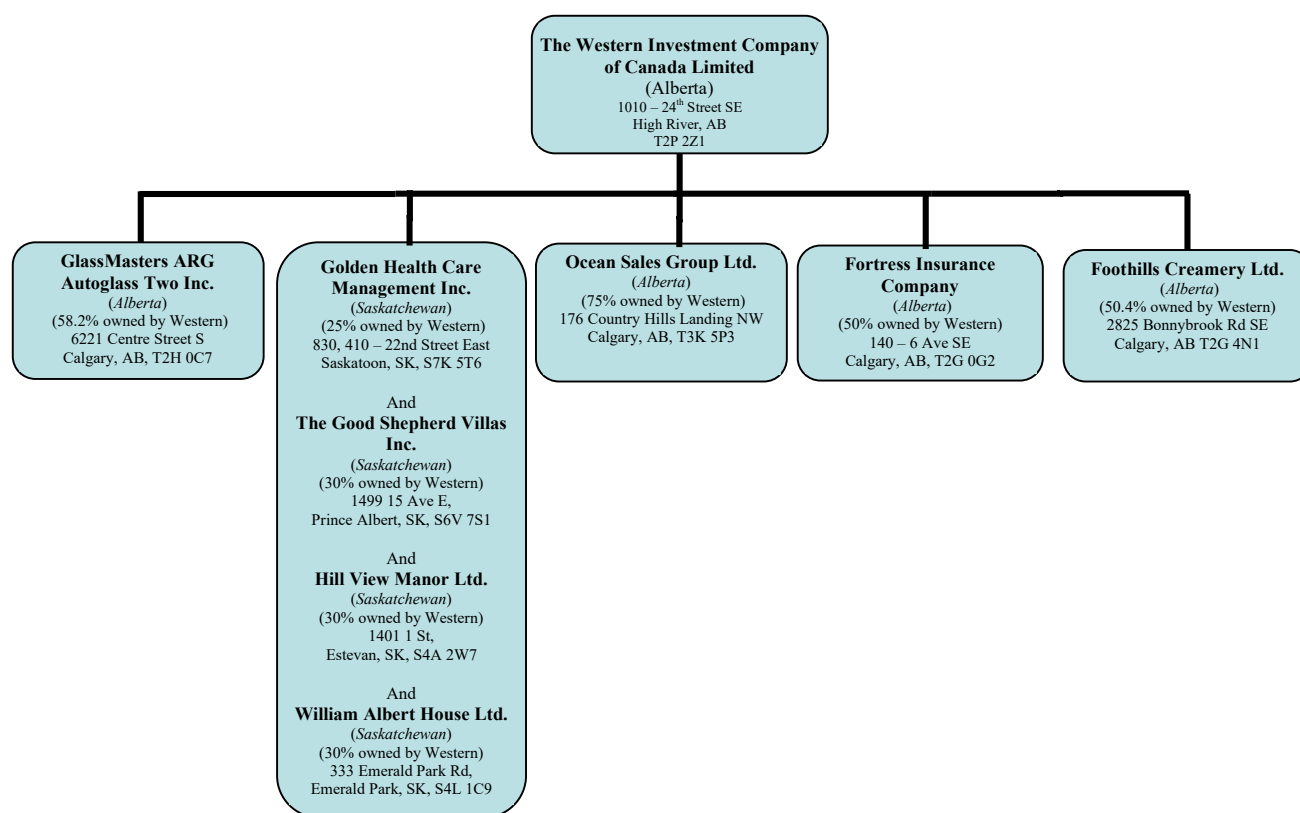 The Western Investment Company
of Canada Limited
(Alberta)
1010 – 24th Street SE
High River, AB
T2P 2Z1
GlassMasters ARG
Autoglass Two Inc.
(Alberta)
(58.2% owned by Western)
6221 Centre Street S
Calgary, AB, T2H 0C7
Golden Health Care
Management Inc.
(Saskatchewan)
(25% owned by Western)
830, 410 – 22nd Street East
Saskatoon, SK, S7K 5T6
And
The Good Shepherd Villas
Inc.
(Saskatchewan)
(30% owned by Western)
1499 15 Ave E,
Prince Albert, SK, S6V 7S1
And
Hill View Manor Ltd.
(Saskatchewan)
(30% owned by Western)
1401 1 St,
Estevan, SK, S4A 2W7
And
William Albert House Ltd.
(Saskatchewan)
(30% owned by Western)
333 Emerald Park Rd,
Emerald Park, SK, S4L 1C9
Ocean Sales Group Ltd.
(Alberta)
(75% owned by Western)
176 Country Hills Landing NW
Calgary, AB, T3K 5P3
Fortress Insurance
Company
(Alberta)
(50% owned by Western)
140 – 6 Ave SE
Calgary, AB, T2G 0G2
Foothills Creamery Ltd.
(Alberta)
(50.4% owned by Western)
2825 Bonnybrook Rd SE
Calgary, AB T2G 4N1